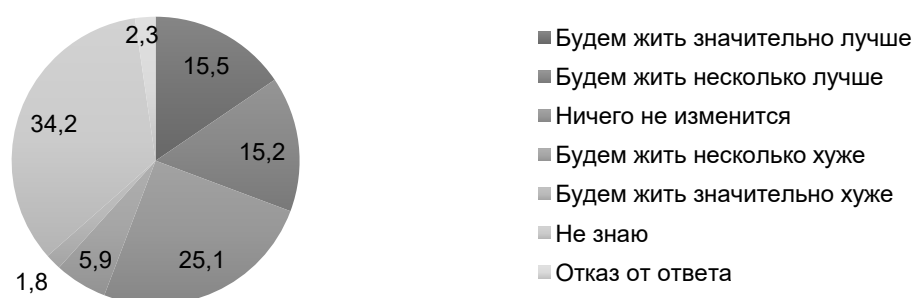 2,3
15,5
15,2
25,1
5,9
1,8
34,2
Будем жить значительно лучше
Будем жить несколько лучше
Ничего не изменится
Будем жить несколько хуже
Будем жить значительно хуже
Не знаю
Отказ от ответа